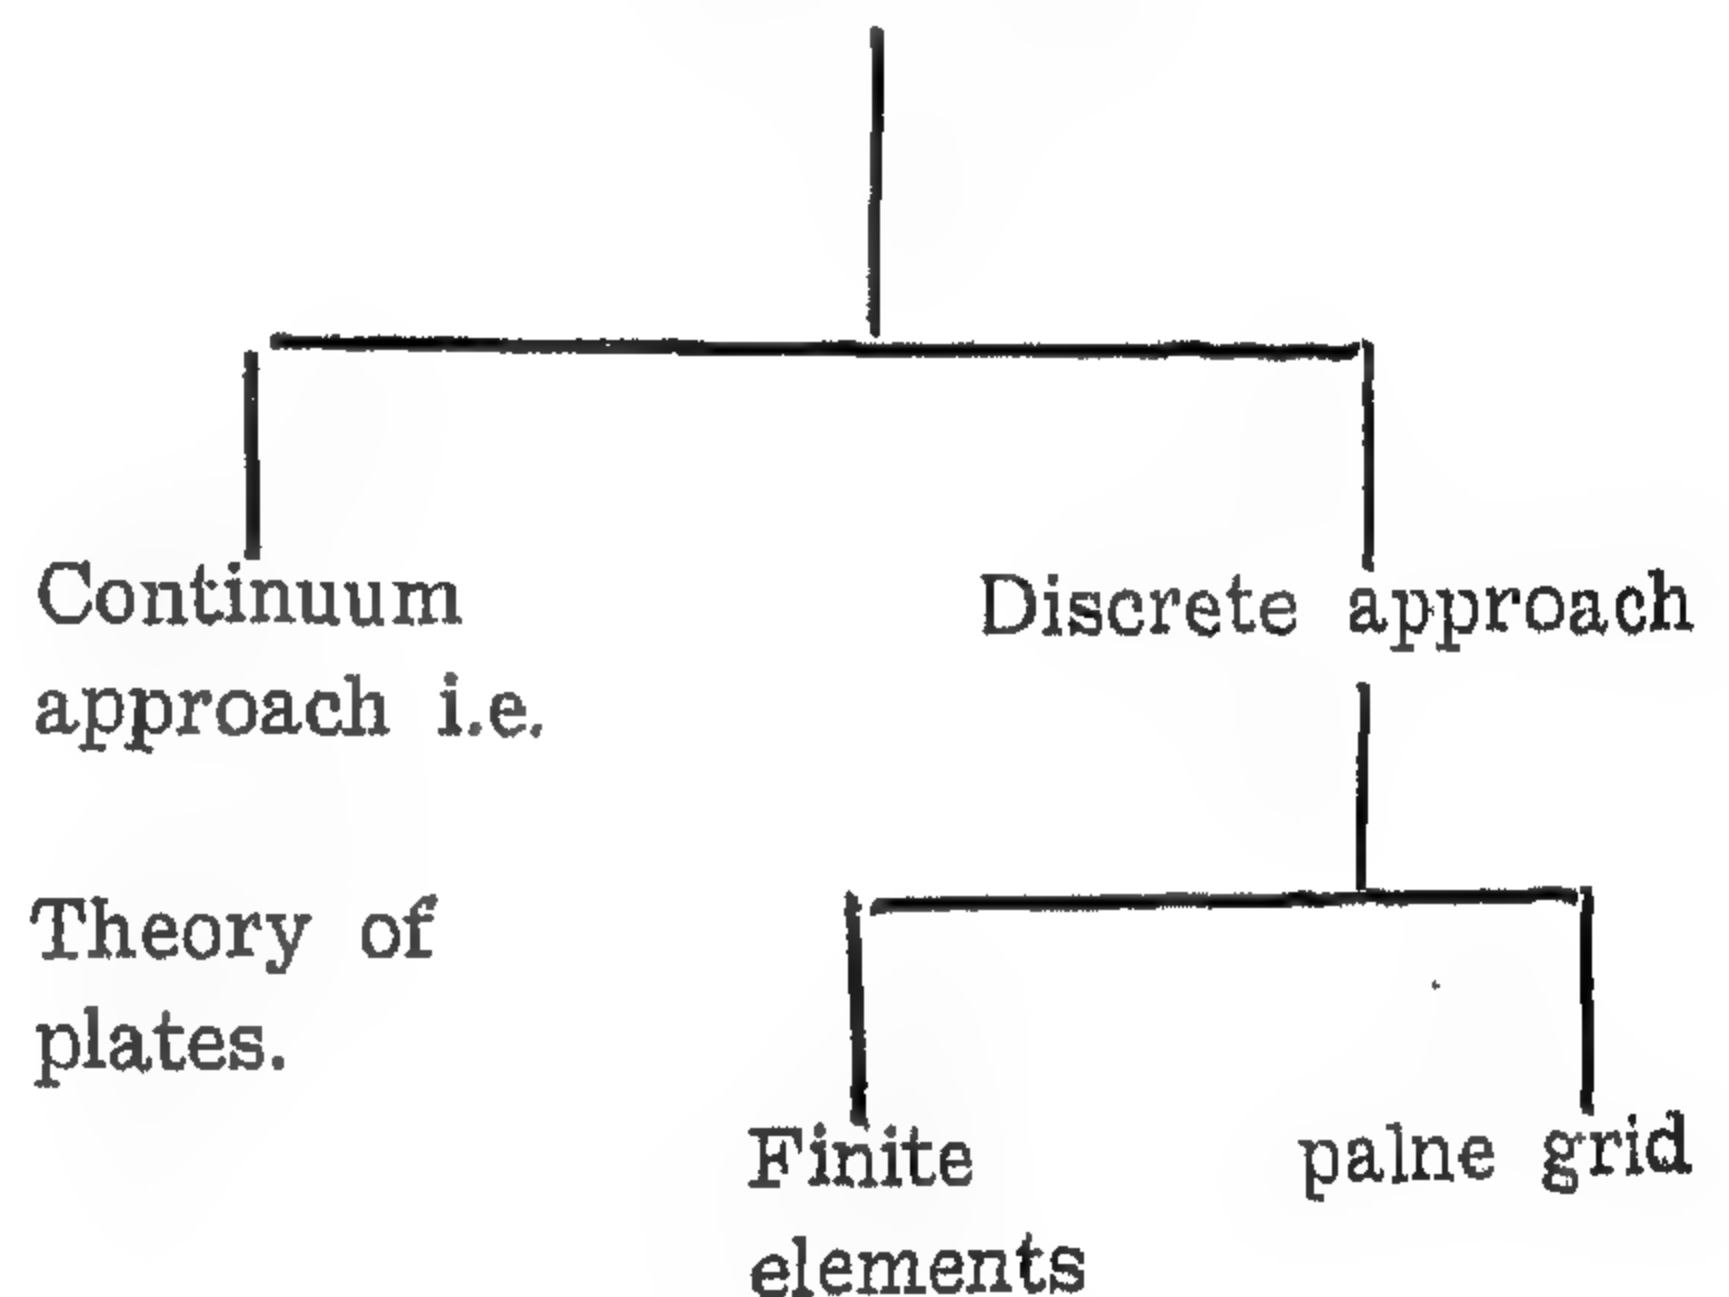 Continuum
approach i.e.
Discrete approach
Theory of
plates.
Finite
elements
palne grid